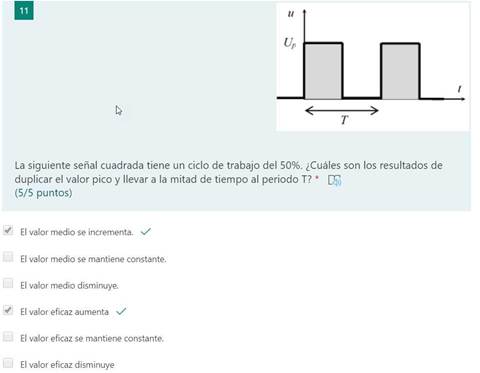 11
u
Up
t
T
La siguiente señal cuadrada tiene un ciclo de trabajo del 50%. ¿Cuáles son los resultados de
duplicar el valor pico y llevar a la mitad de tiempo al periodo T? *
(5/5 puntos)
El valor medio se incrementa.
El valor medio se mantiene constante.
El valor medio disminuye.
El valor eficaz aumenta
El valor eficaz se mantiene constante.
El valor eficaz disminuye